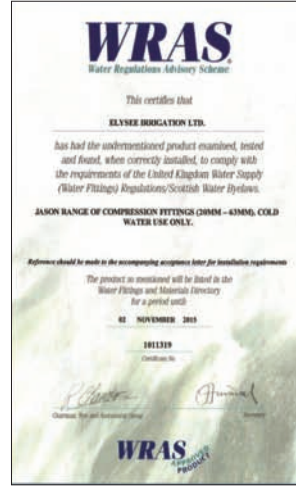 WRAS
Water Regulations Advisory Scheme
This certifies that
ELYSEE IRRIGATION LTD.
has had the undermentioned product examined, tested
and found, when correctly installed, to comply with
the requirements of the United Kingdom Water Supply
(Water Fittings) Regulations/Scottish Water Byelaws.
JASON RANGE OF COMPRESSION FITTINGS (20MM – 63MM). COLD
WATER USE ONLY.
Reference should be made to the accompanying acceptance letter for installation requirements
The product so mentioned will be listed in the
Water Fittings and Materials Directory
for a period until
02 NOVEMBER 2015
1011319
Certificate No
Chairman, Secretary
WRAS APPROVED PRODUCT